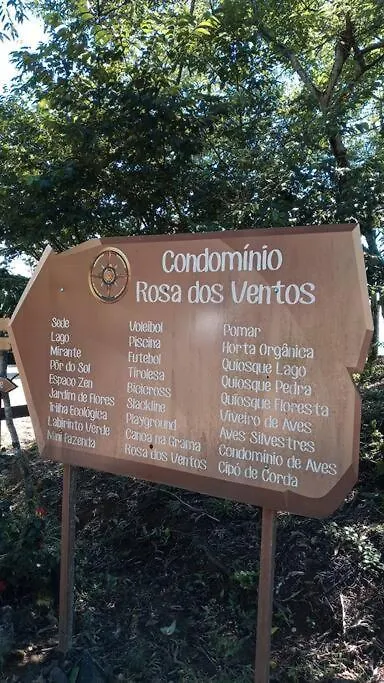 Condomínio
Rosa dos Ventos
Sede
Lago
Mirante
Pôr do Sol
Espaço Zen
Jardim de Flores
Trilha Ecológica
Labirinto Verde
Mini Fazenda
Voleibol
Piscina
Futebol
Tirolesa
Bicicross
Slackline
Playground
Canoa na Grama
Rosa dos Ventos
Pomar
Horta Orgânica
Quiosque Lago
Quiosque Pedra
Quiosque Floresta
Viveiro de Aves
Aves Silvestres
Condomínio de Aves
Cipó de Corda